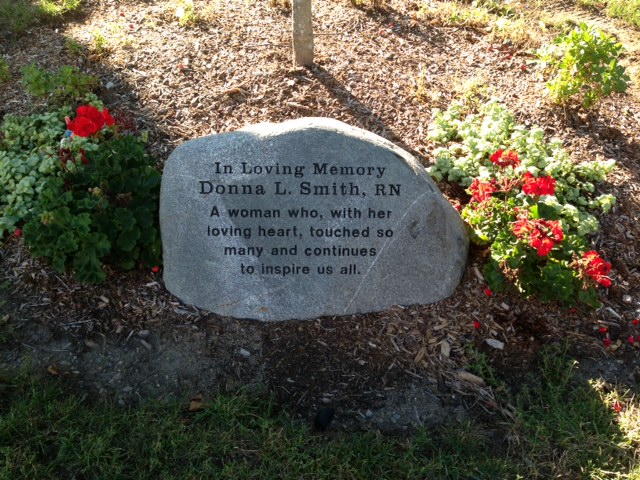 In Loving Memory
Donna L. Smith, RN
A woman who, with her
loving heart, touched so
many and continues
to inspire us all.